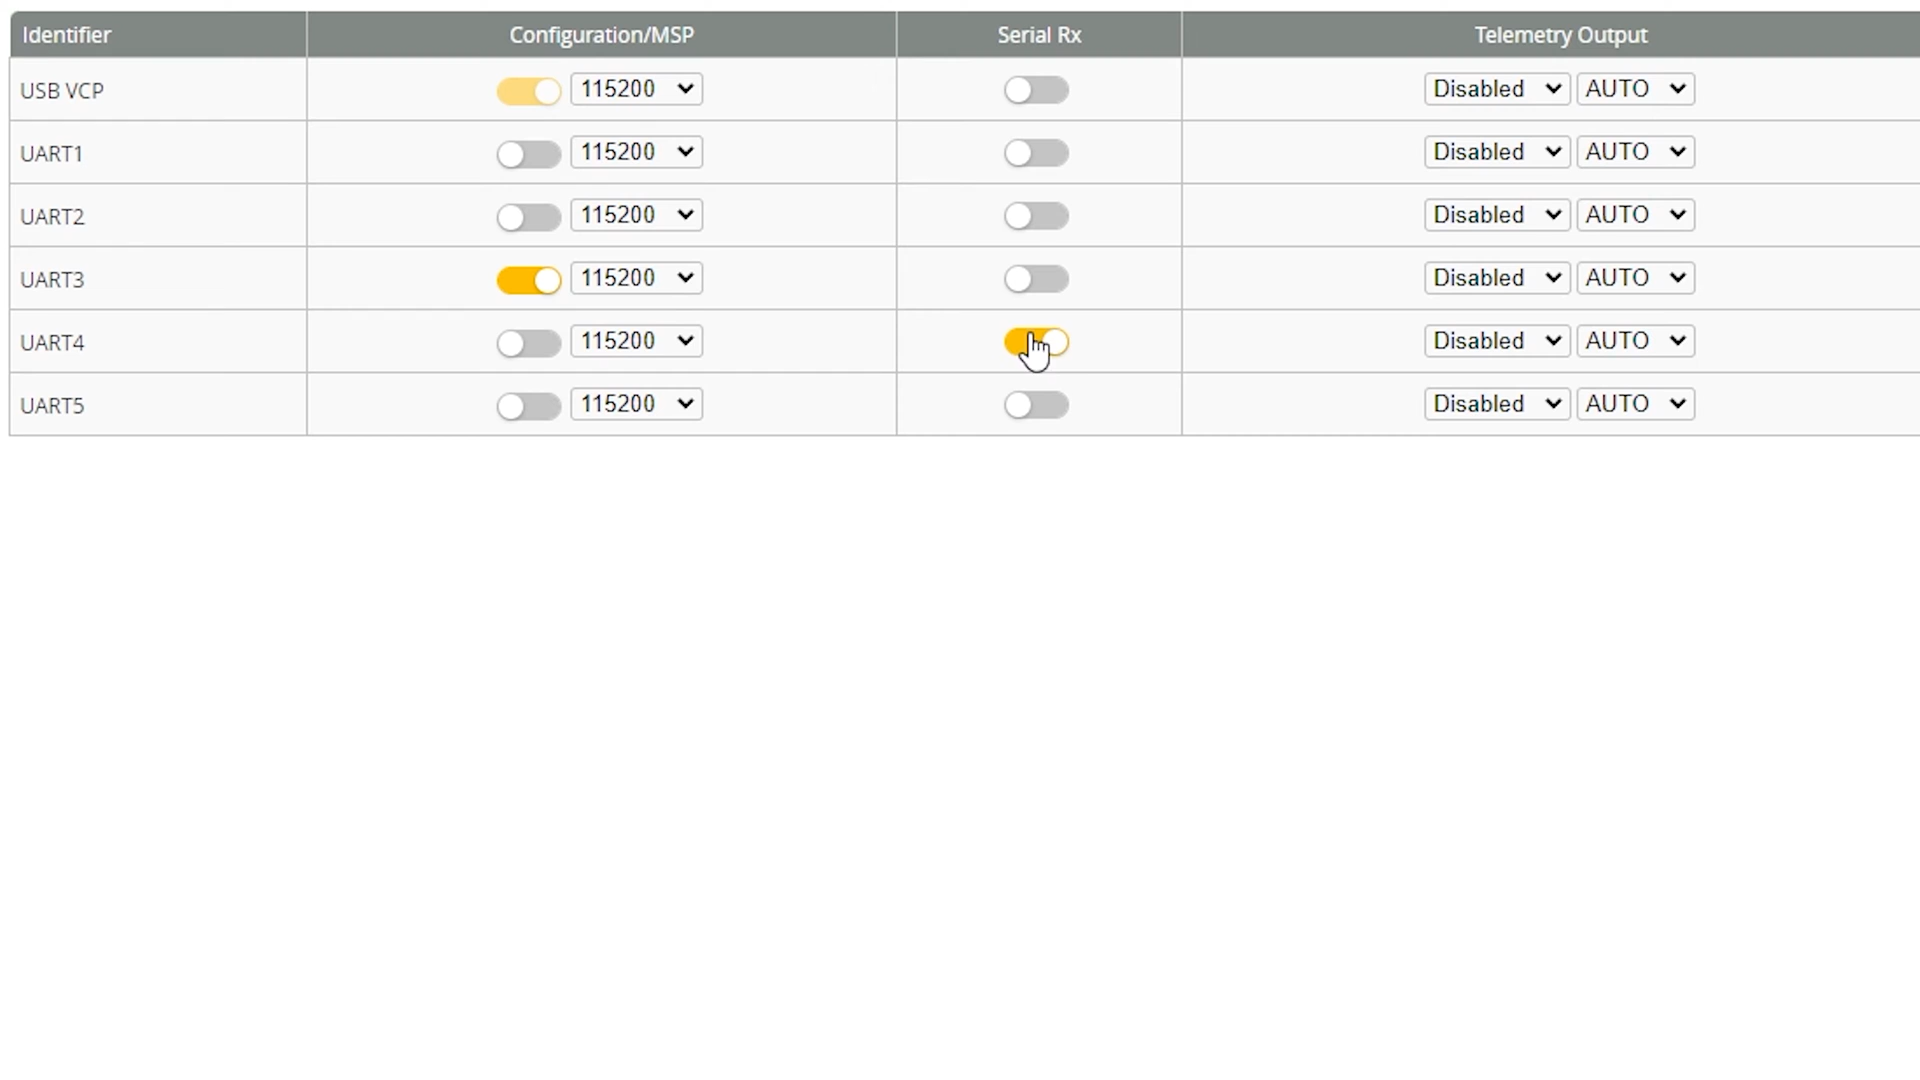 Identifier Configuration/MSP Serial Rx Telemetry Output
USB VCP 115200 Disabled AUTO
UART1 115200 Disabled AUTO
UART2 115200 Disabled AUTO
UART3 115200 Disabled AUTO
UART4 115200 Disabled AUTO
UART5 115200 Disabled AUTO